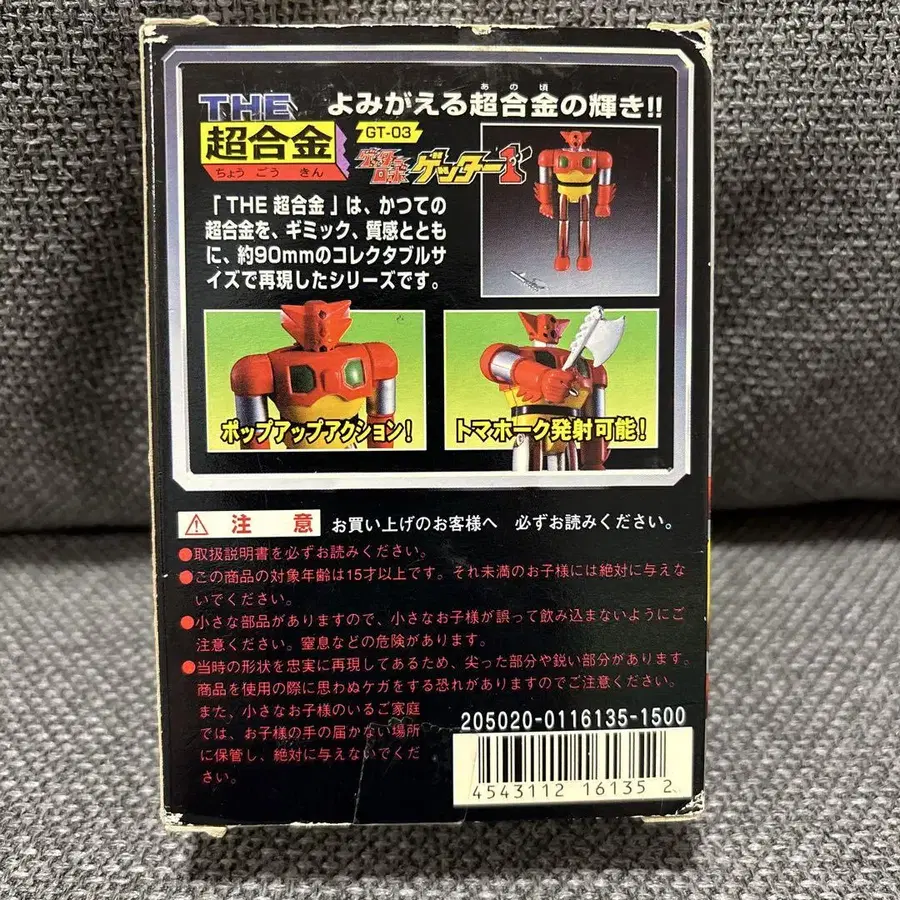 THE
超合金
ちょう ごう きん
あの頃
よみがえる超合金の輝き!!
GT-03
ゲッターロボ
ゲッター1
「THE 超合金」は、かつての
超合金を、ギミック、質感ととも
に、約90mmのコレクタブルサ
イズで再現したシリーズです。
ポップアップアクション!
トマホーク発射可能!
注 意 お買い上げのお客様へ 必ずお読みください。
●取扱説明書を必ずお読みください。
●この商品の対象年齢は15才以上です。それ未満のお子様には絶対に与えな
いでください。
●小さな部品がありますので、小さなお子様が誤って飲み込まないようにご
注意ください。窒息などの危険があります。
●当時の形状を忠実に再現してあるため、尖った部分や鋭い部分があります。
商品を使用の際に思わぬケガをする恐れがありますのでご注意ください。
また、小さなお子様のいるご家庭
では、お子様の手の届かない場所
に保管し、絶対に与えないでくだ
さい。
205020-0116135-1500
4543112 16135 2